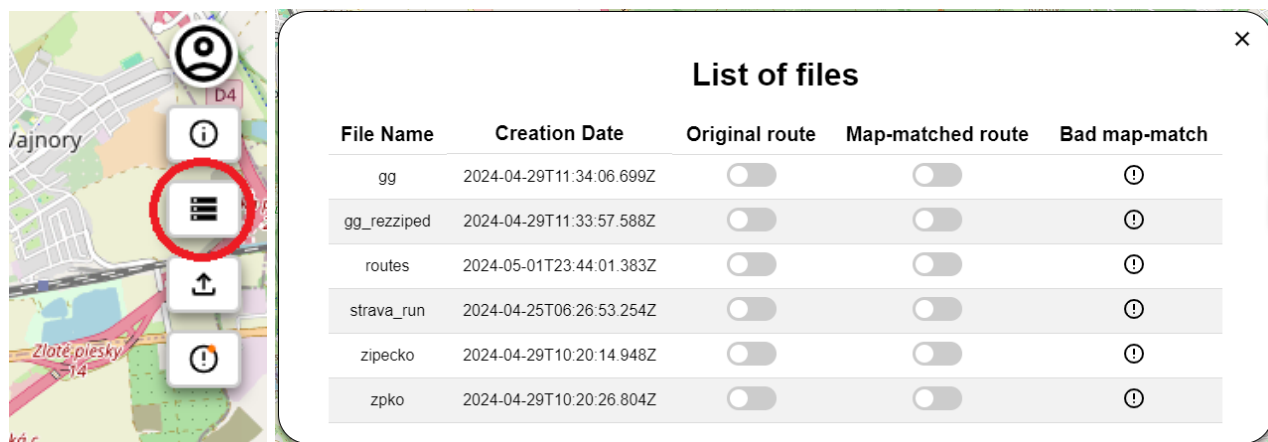 D4
Vajnory
Zlaté piesky
14
ká c
List of files
File Name Creation Date Original route Map-matched route Bad map-match
gg 2024-04-29T11:34:06.699Z
gg_rezziped 2024-04-29T11:33:57.588Z
routes 2024-05-01T23:44:01.383Z
strava_run 2024-04-25T06:26:53.254Z
zipecko 2024-04-29T10:20:14.948Z
zpko 2024-04-29T10:20:26.804Z